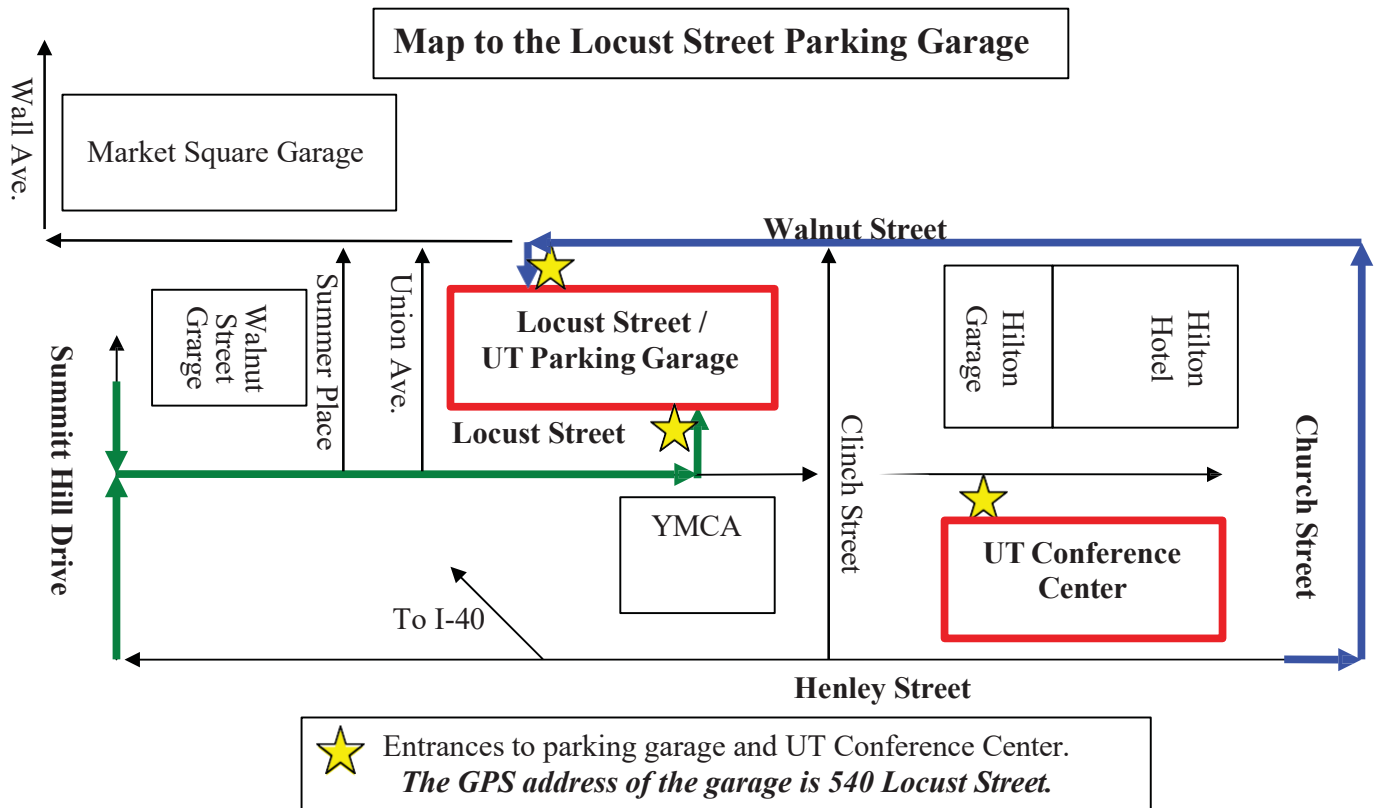 Map to the Locust Street Parking Garage
Wall Ave.
Market Square Garage
Walnut Street
Summitt Hill Drive
Walnut
Street
Grarge
Summer Place
Union Ave.
Locust Street /
UT Parking Garage
Locust Street
Clinch Street
Hilton
Garage
Hilton
Hotel
Church Street
YMCA
UT Conference
Center
To I-40
Henley Street
Entrances to parking garage and UT Conference Center.
The GPS address of the garage is 540 Locust Street.